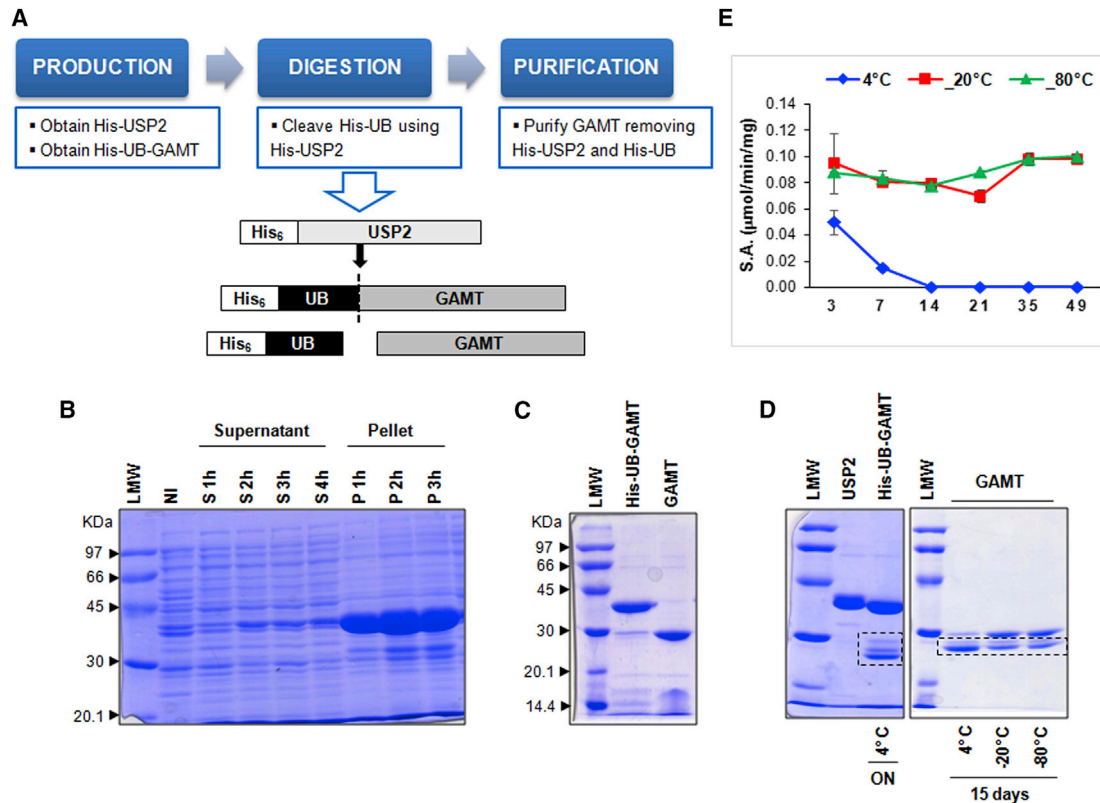 A
PRODUCTION
DIGESTION
PURIFICATION
▪ Obtain His-USP2
▪ Obtain His-UB-GAMT
▪ Cleave His-UB using
His-USP2
▪ Purify GAMT removing
His-USP2 and His-UB
His6
USP2
His6 UB GAMT
His6 UB GAMT
E
4°C _20°C _80°C
S.A. (µmol/min/mg)
0.14
0.12
0.10
0.08
0.06
0.04
0.02
0.00
3 7 14 21 35 49
B
Supernatant Pellet
LMW NI S 1h S 2h S 3h S 4h P 1h P 2h P 3h
KDa
97
66
45
30
20.1
C
LMW His-UB-GAMT GAMT
KDa
97
66
45
30
20.1
14.4
D
LMW USP2 His-UB-GAMT
LMW GAMT
4°C
ON
4°C -20°C -80°C
15 days